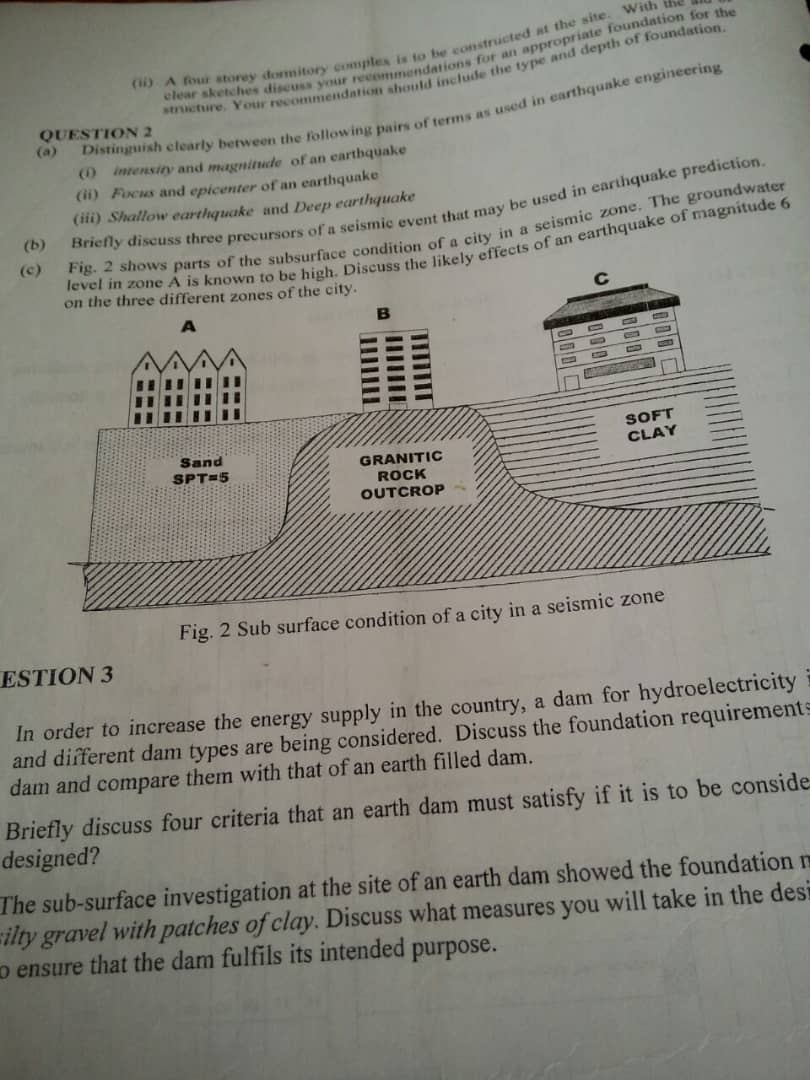 (ii) A four storey dormitory complex is to be constructed at the site. With the
clear sketches discuss your recommendations for an appropriate foundation for the
structure. Your recommendation should include the type and depth of foundation.
QUESTION 2
(a) Distinguish clearly between the following pairs of terms as used in earthquake engineering
(i) intensity and magnitude of an earthquake
(ii) Focus and epicenter of an earthquake
(iii) Shallow earthquake and Deep earthquake
(b) Briefly discuss three precursors of a seismic event that may be used in earthquake prediction.
(c) Fig. 2 shows parts of the subsurface condition of a city in a seismic zone. The groundwater
level in zone A is known to be high. Discuss the likely effects of an earthquake of magnitude 6
on the three different zones of the city.
A
B
C
Sand
SPT=5
GRANITIC
ROCK
OUTCROP
SOFT
CLAY
Fig. 2 Sub surface condition of a city in a seismic zone
ESTION 3
In order to increase the energy supply in the country, a dam for hydroelectricity
and different dam types are being considered. Discuss the foundation requirements
dam and compare them with that of an earth filled dam.
Briefly discuss four criteria that an earth dam must satisfy if it is to be conside
designed?
The sub-surface investigation at the site of an earth dam showed the foundation
silty gravel with patches of clay. Discuss what measures you will take in the desi
o ensure that the dam fulfils its intended purpose.